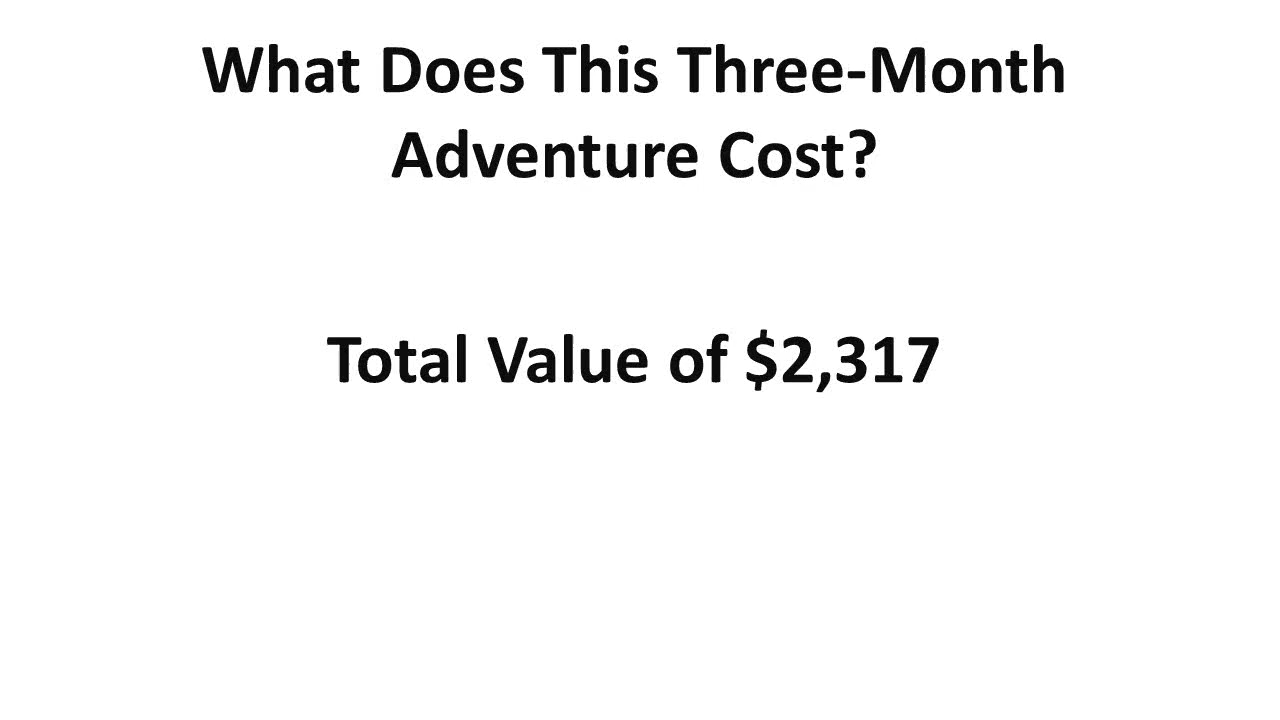 What Does This Three-Month
Adventure Cost?
Total Value of $2,317